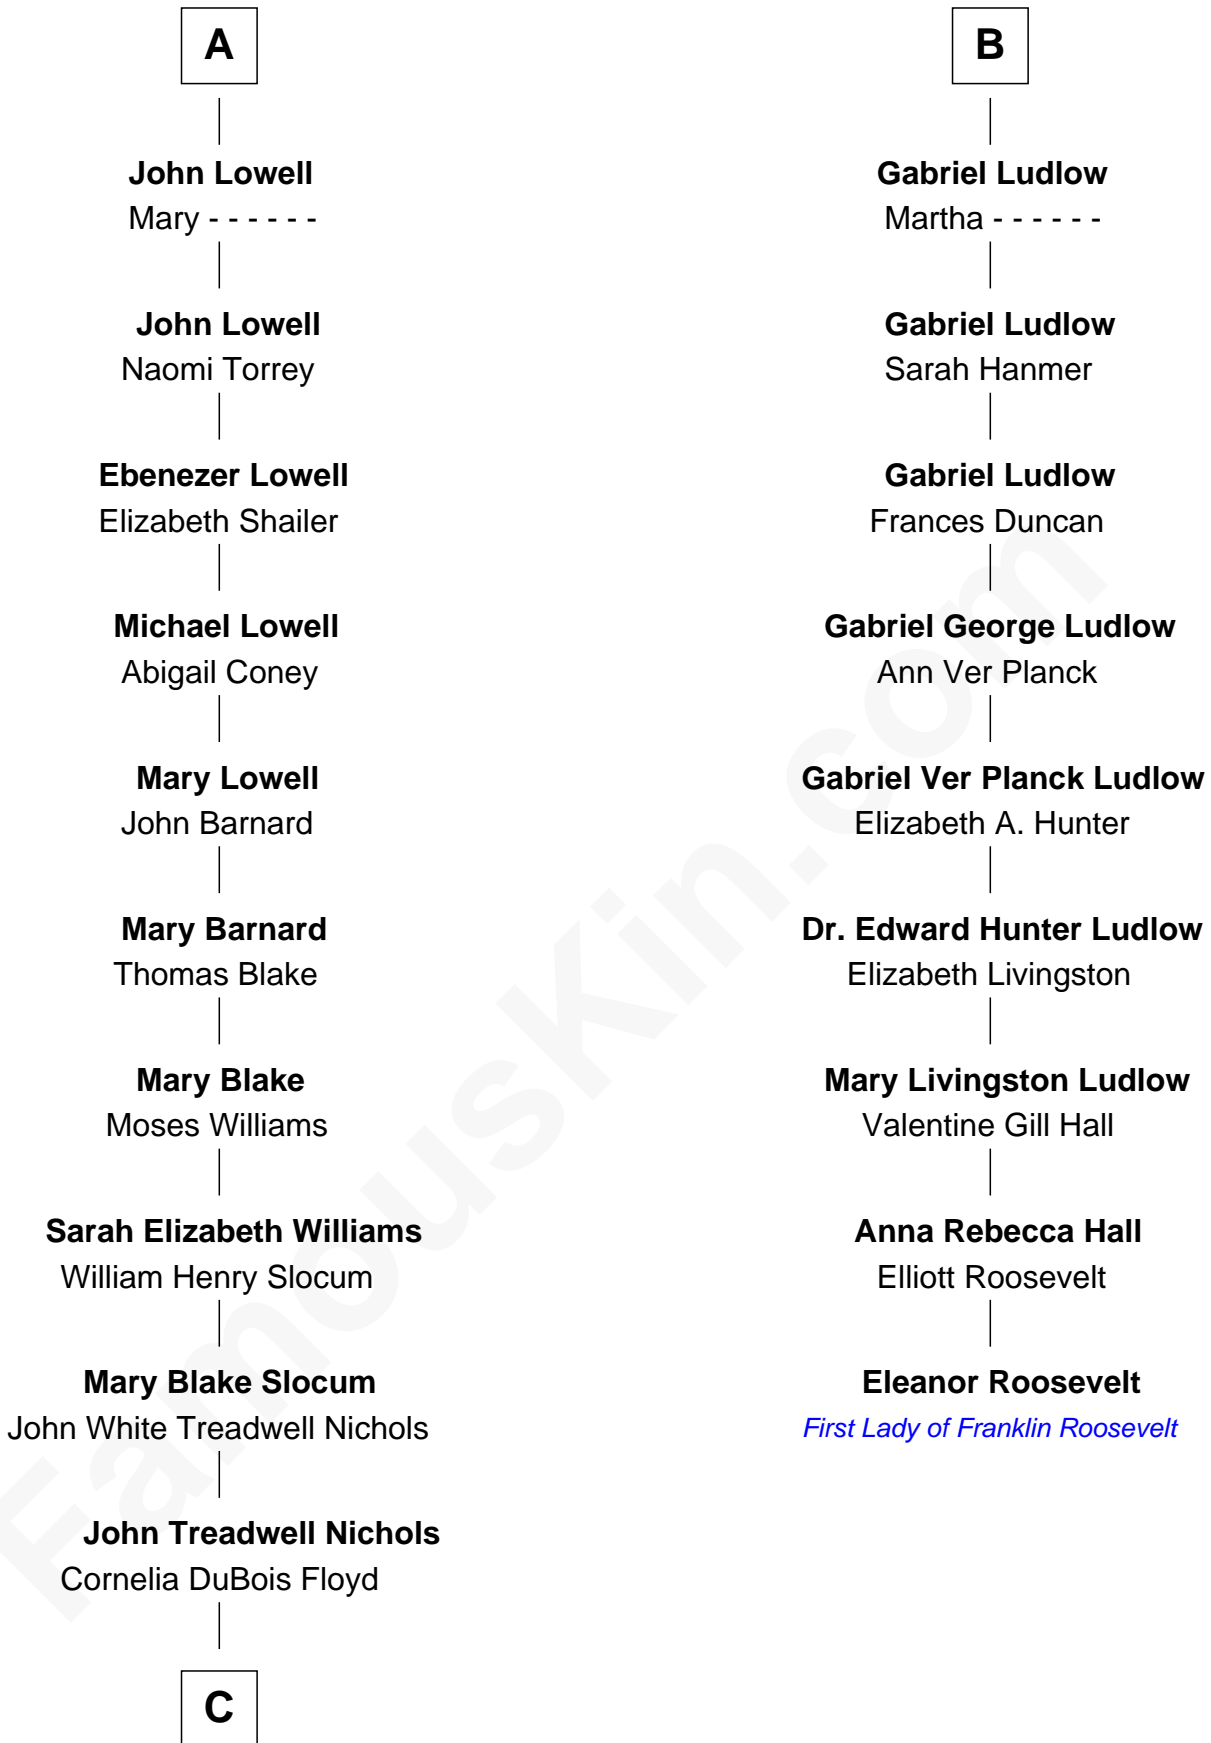 A
John Lowell
Mary - - - - - -
John Lowell
Naomi Torrey
Ebenezer Lowell
Elizabeth Shailer
Michael Lowell
Abigail Coney
Mary Lowell
John Barnard
Mary Barnard
Thomas Blake
Mary Blake
Moses Williams
Sarah Elizabeth Williams
William Henry Slocum
Mary Blake Slocum
John White Treadwell Nichols
John Treadwell Nichols
Cornelia DuBois Floyd
C
B
Gabriel Ludlow
Martha - - - - - -
Gabriel Ludlow
Sarah Hanmer
Gabriel Ludlow
Frances Duncan
Gabriel George Ludlow
Ann Ver Planck
Gabriel Ver Planck Ludlow
Elizabeth A. Hunter
Dr. Edward Hunter Ludlow
Elizabeth Livingston
Mary Livingston Ludlow
Valentine Gill Hall
Anna Rebecca Hall
Elliott Roosevelt
Eleanor Roosevelt
First Lady of Franklin Roosevelt
FamousKin.com